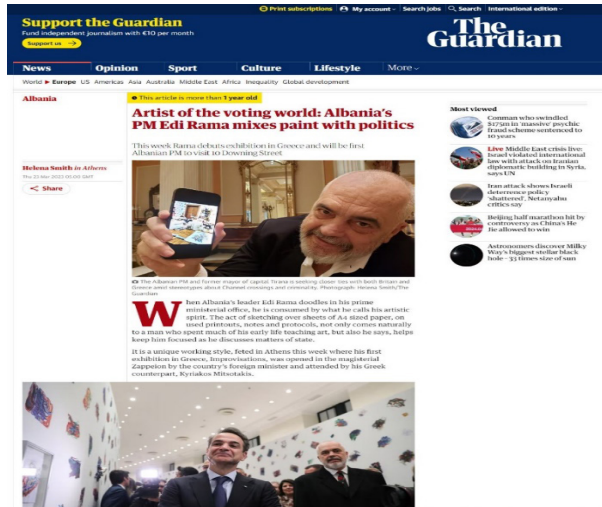 Print subscriptions My account Search jobs Search International edition
Support the Guardian
Fund independent journalism with €10 per month
Support us →
The Guardian
News Opinion Sport Culture Lifestyle More
World Europe US Americas Asia Australia Middle East Africa Inequality Global development
Albania
This article is more than 1 year old
Artist of the voting world: Albania's
PM Edi Rama mixes paint with politics
This week Rama debuts exhibition in Greece and will be first
Albanian PM to visit 10 Downing Street
Helena Smith in Athens
Thu 23 Mar 2023 05.00 GMT
Share
The Albanian PM and former mayor of capital Tirana is seeking closer ties with both Britain and
Greece amid stereotypes about Channel crossings and criminality. Photograph: Helena Smith/The
Guardian
When Albania's leader Edi Rama doodles in his prime
ministerial office, he is consumed by what he calls his artistic
spirit. The act of sketching over sheets of A4 sized paper, on
used printouts, notes and protocols, not only comes naturally
to a man who spent much of his early life teaching art, but also he says, helps
keep him focused as he discusses matters of state.
It is a unique working style, feted in Athens this week where his first
exhibition in Greece, Improvisations, was opened in the magisterial
Zappeion by the country's foreign minister and attended by his Greek
counterpart, Kyriakos Mitsotakis.
Most viewed
Conman who swindled
$175m in 'massive' psychic
fraud scheme sentenced to
10 years
Live Middle East crisis live:
Israel violated international
law with attack on Iranian
diplomatic building in Syria,
says UN
Iran attack shows Israeli
deterrence policy
'shattered', Netanyahu
critics say
Beijing half marathon hit by
controversy as China's He
Jie allowed to win
Astronomers discover Milky
Way's biggest stellar black
hole - 33 times size of sun